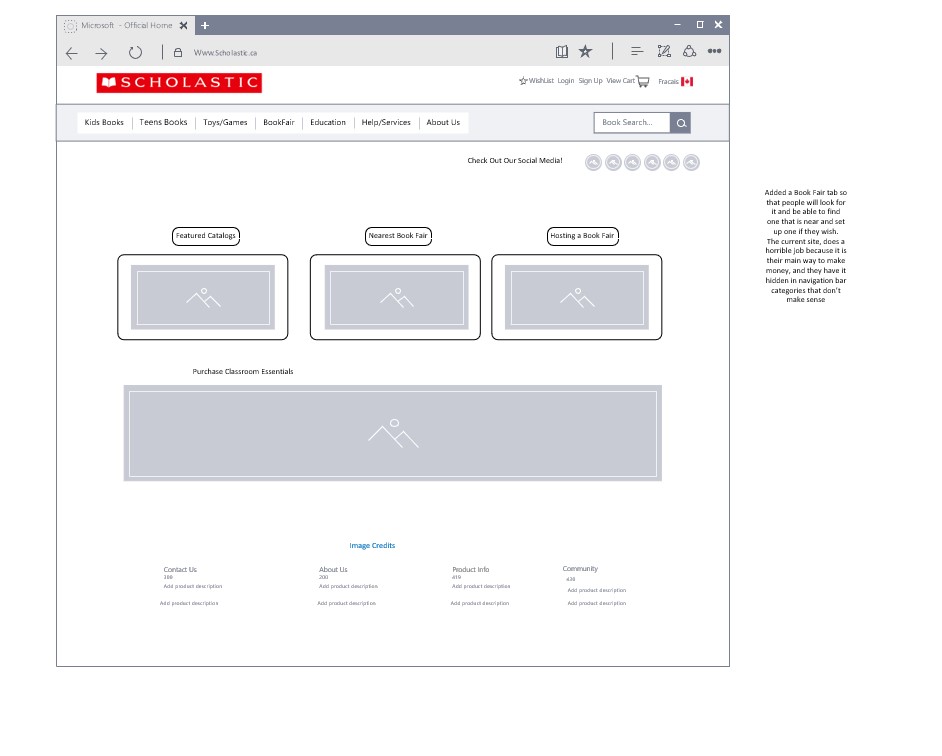 Microsoft - Official Home
Www.Scholastic.ca
SCHOLASTIC
WishList Login Sign Up View Cart Fracais
Kids Books Teens Books Toys/Games BookFair Education Help/Services About Us Book Search...
Check Out Our Social Media!
Featured Catalogs Nearest Book Fair Hosting a Book Fair
Purchase Classroom Essentials
Image Credits
Contact Us About Us Product Info Community
Add product description Add product description Add product description Add product description
Add product description Add product description Add product description Add product description
Added a Book Fair tab so
that people will look for
it and be able to find
one that is near and set
up one if they wish.
The current site, does a
horrible job because it is
their main way to make
money, and they have it
hidden in navigation bar
categories that don't
make sense